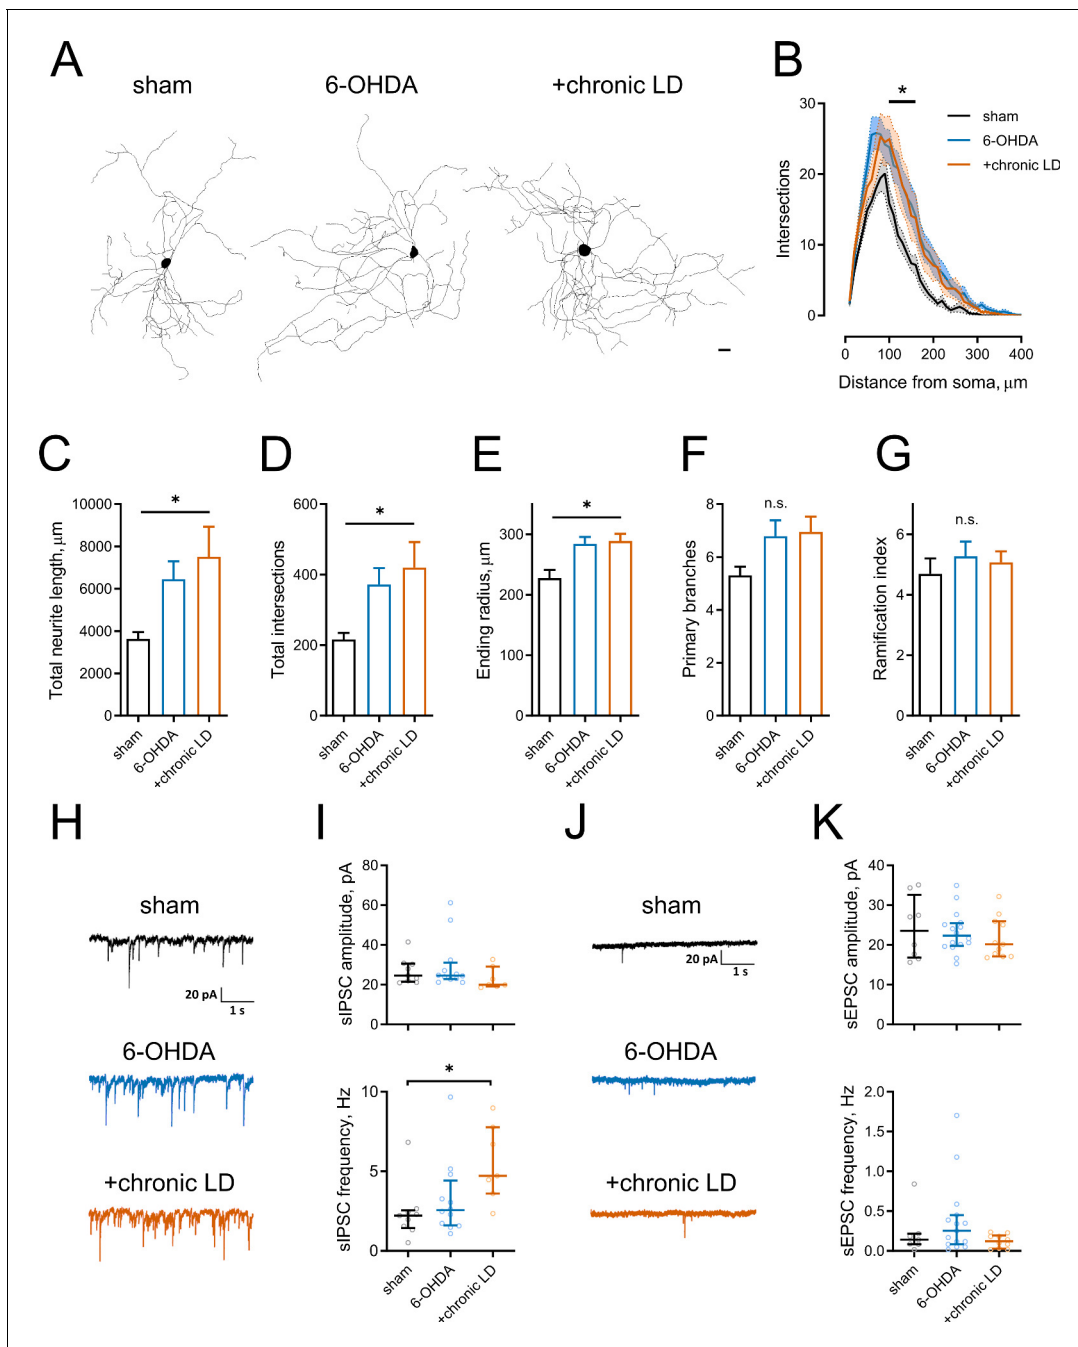 A
sham
6-OHDA
+chronic LD
B
*
30
20
10
0
Intersections
sham
6-OHDA
+chronic LD
0 100 200 300 400
Distance from soma, μm
C
10000
8000
6000
4000
2000
0
Total neurite length, μm
*
sham
6-OHDA
+chronic LD
D
600
400
200
0
Total intersections
*
sham
6-OHDA
+chronic LD
E
300
200
100
0
Ending radius, μm
*
sham
6-OHDA
+chronic LD
F
8
6
4
2
0
Primary branches
n.s.
sham
6-OHDA
+chronic LD
G
6
4
2
0
Ramification index
n.s.
sham
6-OHDA
+chronic LD
H
sham
20 pA
1 s
6-OHDA
+chronic LD
I
80
60
40
20
0
sIPSC amplitude, pA
10
5
0
sIPSC frequency, Hz
*
sham
6-OHDA
+chronic LD
J
sham
20 pA
1 s
6-OHDA
+chronic LD
K
40
30
20
10
0
sEPSC amplitude, pA
2.0
1.5
1.0
0.5
0.0
sEPSC frequency, Hz
sham
6-OHDA
+chronic LD